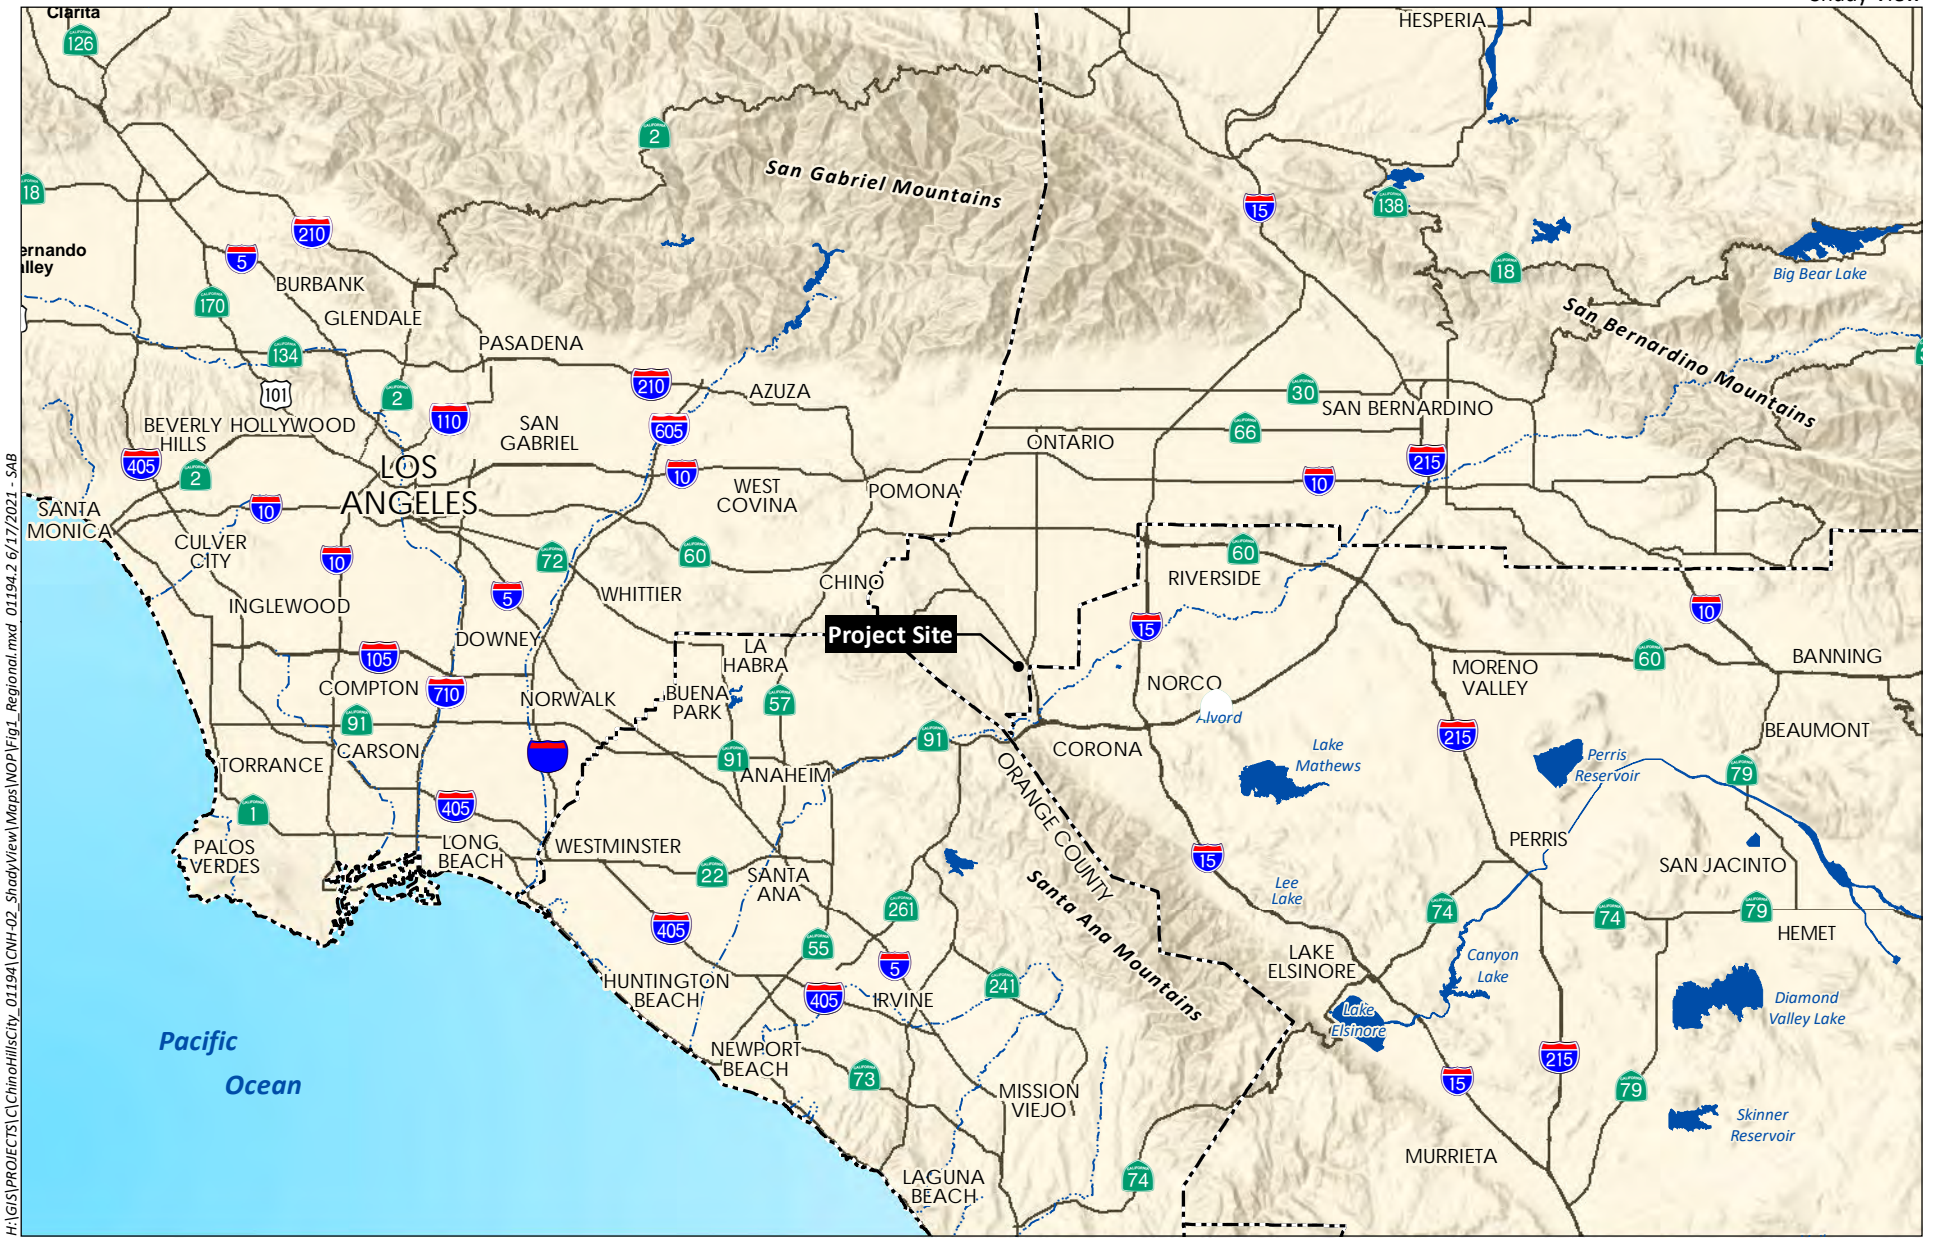 Clarita
HESPERIA
126
2
18
San Gabriel Mountains
15
138
210
5
ernando
lley
18
Big Bear Lake
BURBANK
170
GLENDALE
San Bernardino Mountains
134
PASADENA
101
2
210
AZUZA
30
SAN BERNARDINO
110
605
66
BEVERLY
HILLS
HOLLYWOOD
SAN
GABRIEL
ONTARIO
405
2
LOS
ANGELES
10
WEST
COVINA
POMONA
10
215
SANTA
MONICA
10
CULVER
CITY
10
72
60
60
CHINO
RIVERSIDE
5
WHITTIER
INGLEWOOD
15
10
DOWNEY
Project Site
105
LA
HABRA
60
BANNING
MORENO
VALLEY
COMPTON
710
NORWALK
BUENA
PARK
57
NORCO
Alvord
91
91
215
BEAUMONT
CARSON
CORONA
TORRANCE
91
ANAHEIM
Lake
Mathews
Perris
Reservoir
79
ORANGE COUNTY
1
405
PALOS
VERDES
LONG
BEACH
WESTMINSTER
15
PERRIS
SAN JACINTO
22
SANTA
ANA
Lee
Lake
Santa Ana Mountains
261
74
74
79
405
55
HEMET
5
LAKE
ELSINORE
Canyon
Lake
HUNTINGTON
BEACH
405
IRVINE
241
Lake
Elsinore
Diamond
Valley Lake
Pacific
Ocean
NEWPORT
BEACH
73
215
15
79
MISSION
VIEJO
Skinner
Reservoir
MURRIETA
74
LAGUNA
BEACH
H:\GIS\PROJECTS\C\ChinoHillsCity_01194\CNH-02_ShadyView\Maps\NOP\Fig1_Regional.mxd 01194.2 6/17/2021 - SAB